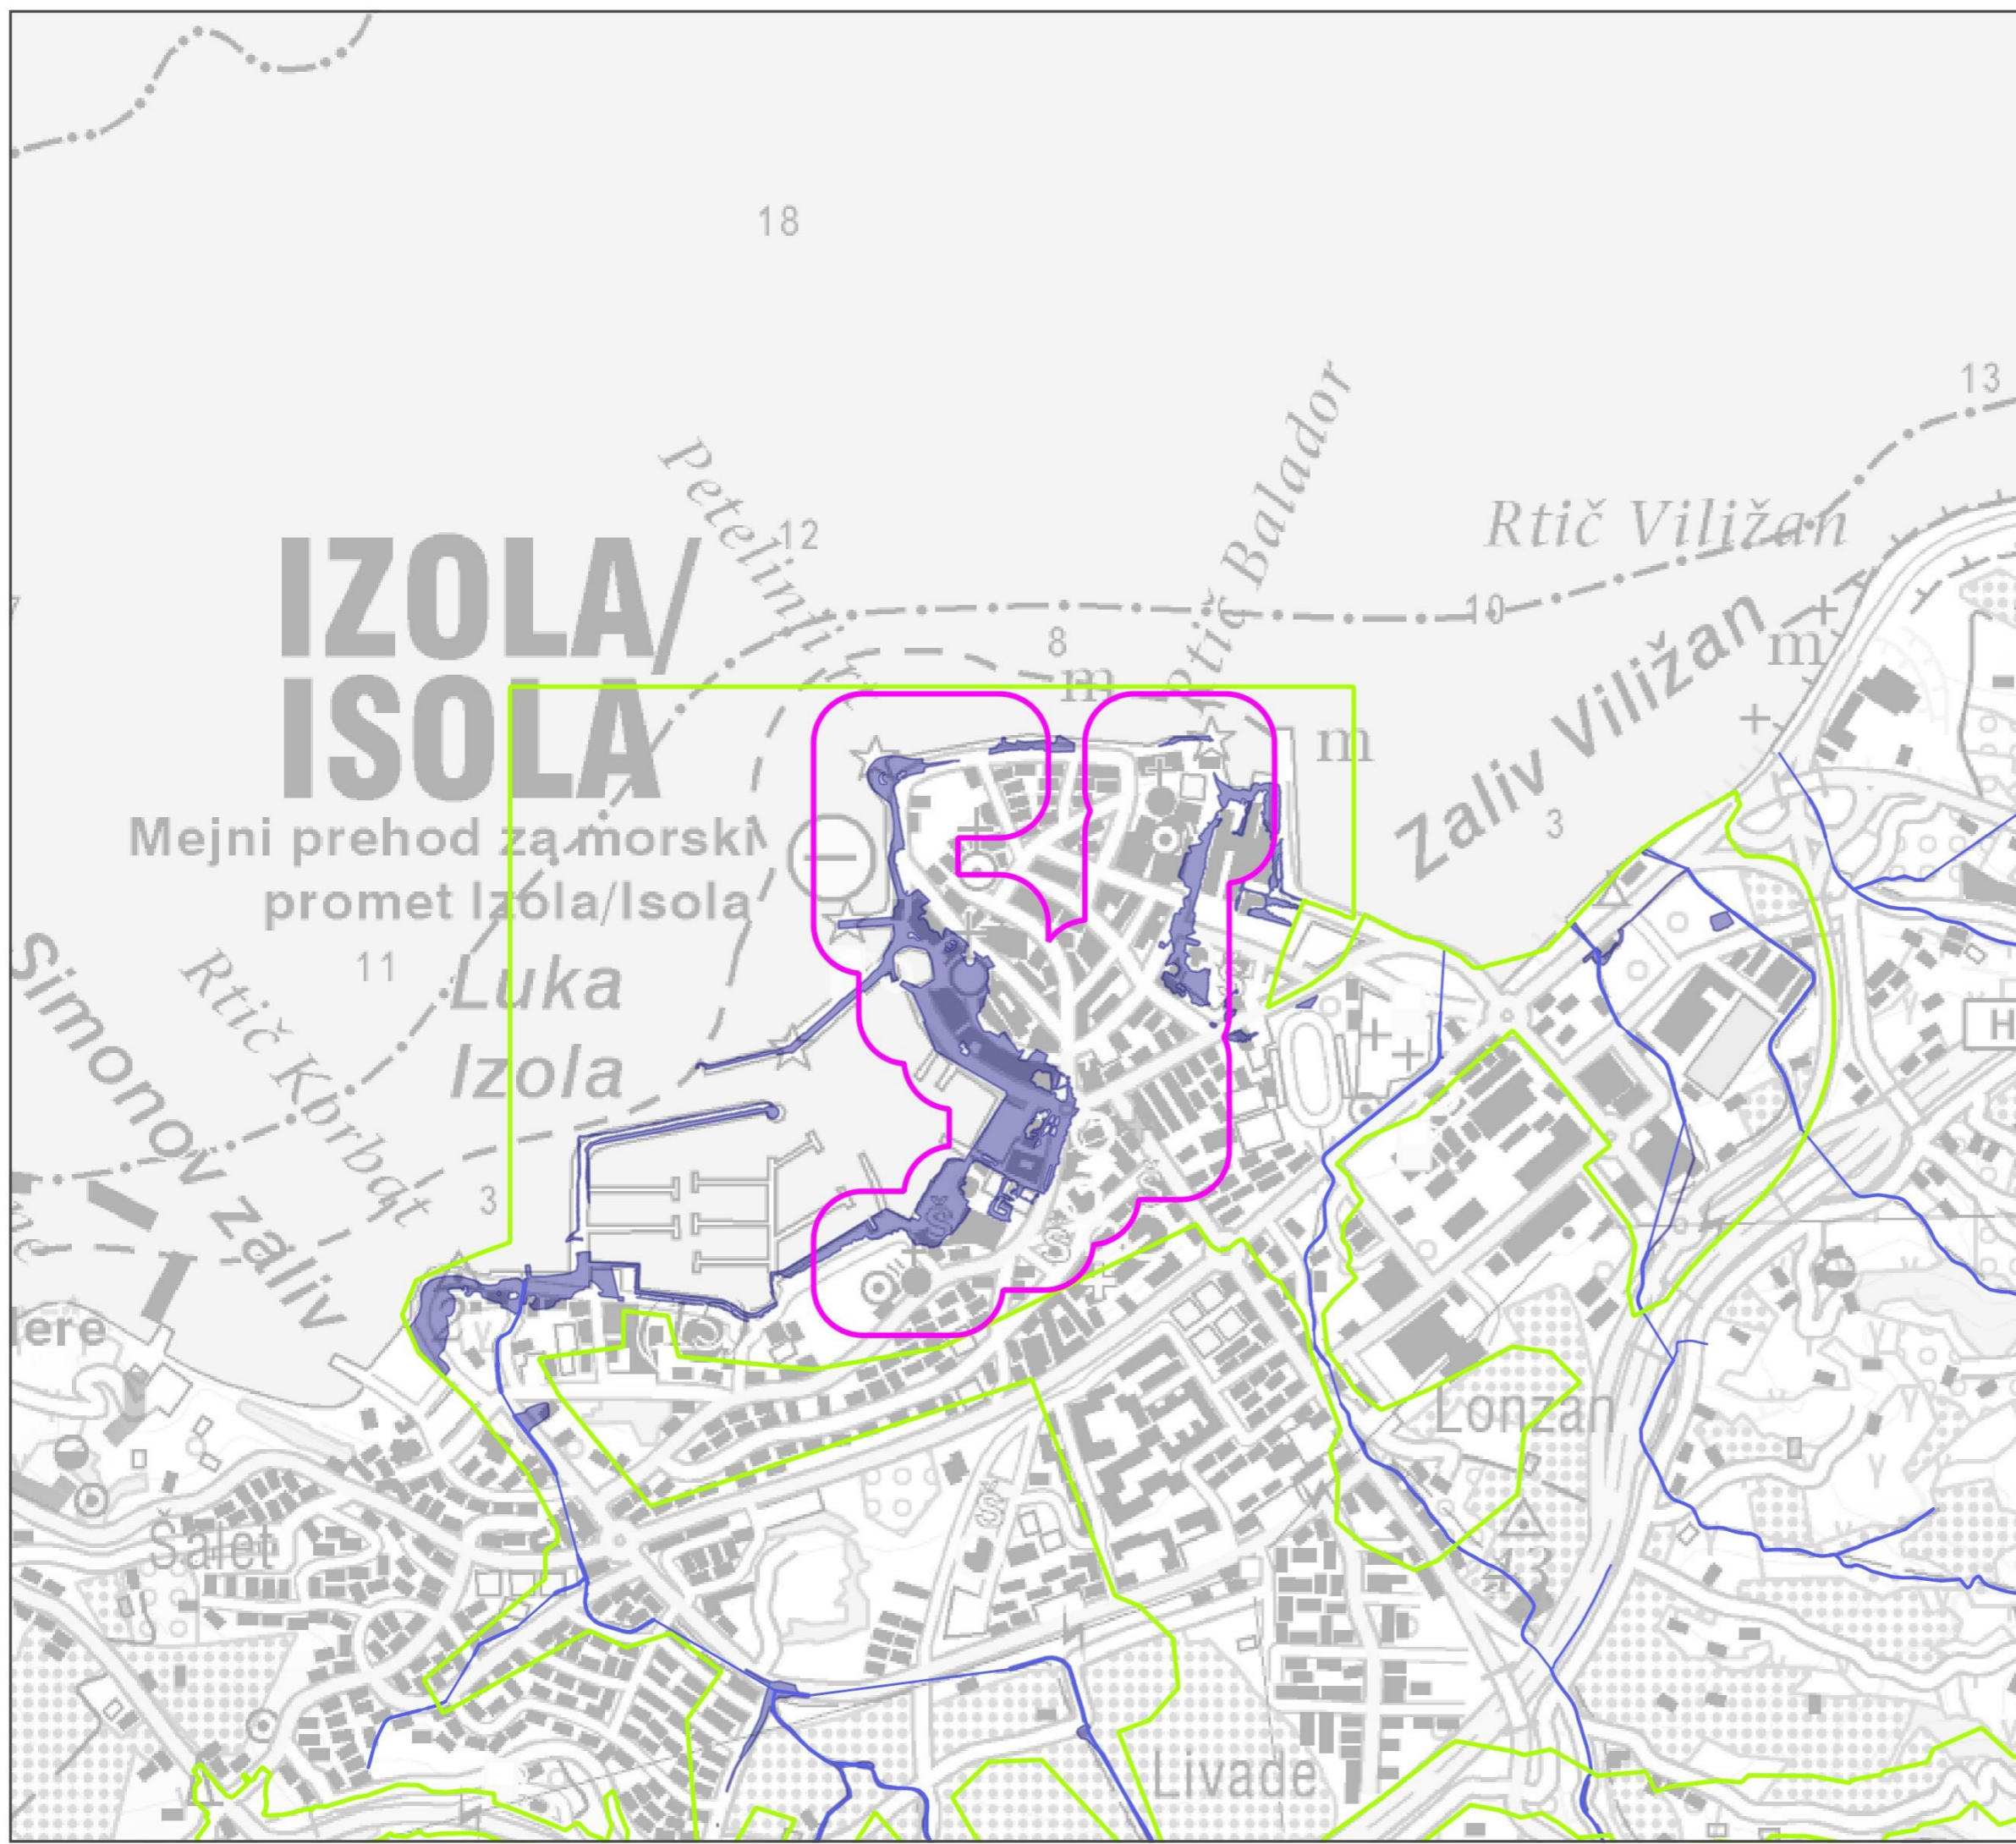 18
13
Petelinji rt
12
Rtič Balador
Rtič Viližan
IZOLA/
ISOLA
10
8
m
m
m
Zaliv Viližan
Mejni prehod za morski
promet Izola/Isola
3
11
Luka
Izola
Simonov zaliv
Rtič Korbat
3
Š
Š
Š
G
H
Lonzan
Šalet
Š
43
Livade